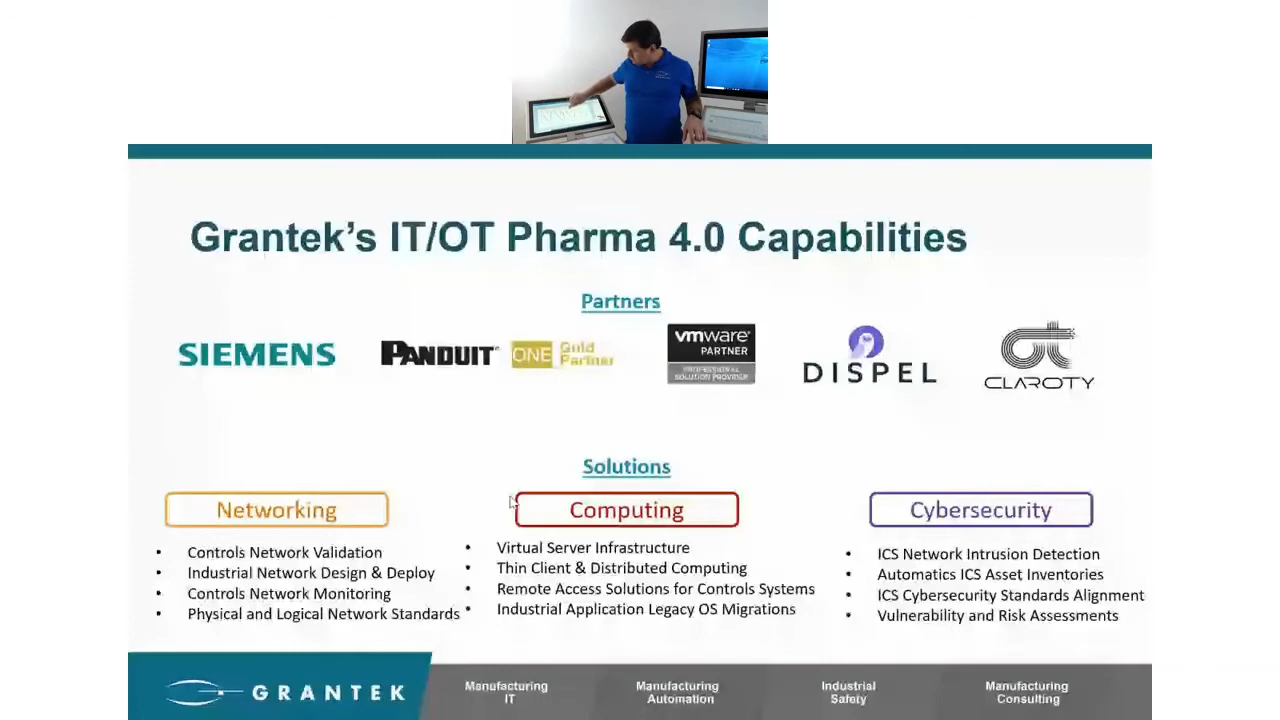 Grantek's IT/OT Pharma 4.0 Capabilities
Partners
SIEMENS
PANDUIT
ONE Gold Partner
vmware PARTNER
PROFESSIONAL SOLUTION PROVIDER
DISPEL
CLAROTY
Solutions
Networking
• Controls Network Validation
• Industrial Network Design & Deploy
• Controls Network Monitoring
• Physical and Logical Network Standards
Computing
• Virtual Server Infrastructure
• Thin Client & Distributed Computing
• Remote Access Solutions for Controls Systems
• Industrial Application Legacy OS Migrations
Cybersecurity
• ICS Network Intrusion Detection
• Automatics ICS Asset Inventories
• ICS Cybersecurity Standards Alignment
• Vulnerability and Risk Assessments
GRANTEK
Manufacturing
IT
Manufacturing
Automation
Industrial
Safety
Manufacturing
Consulting